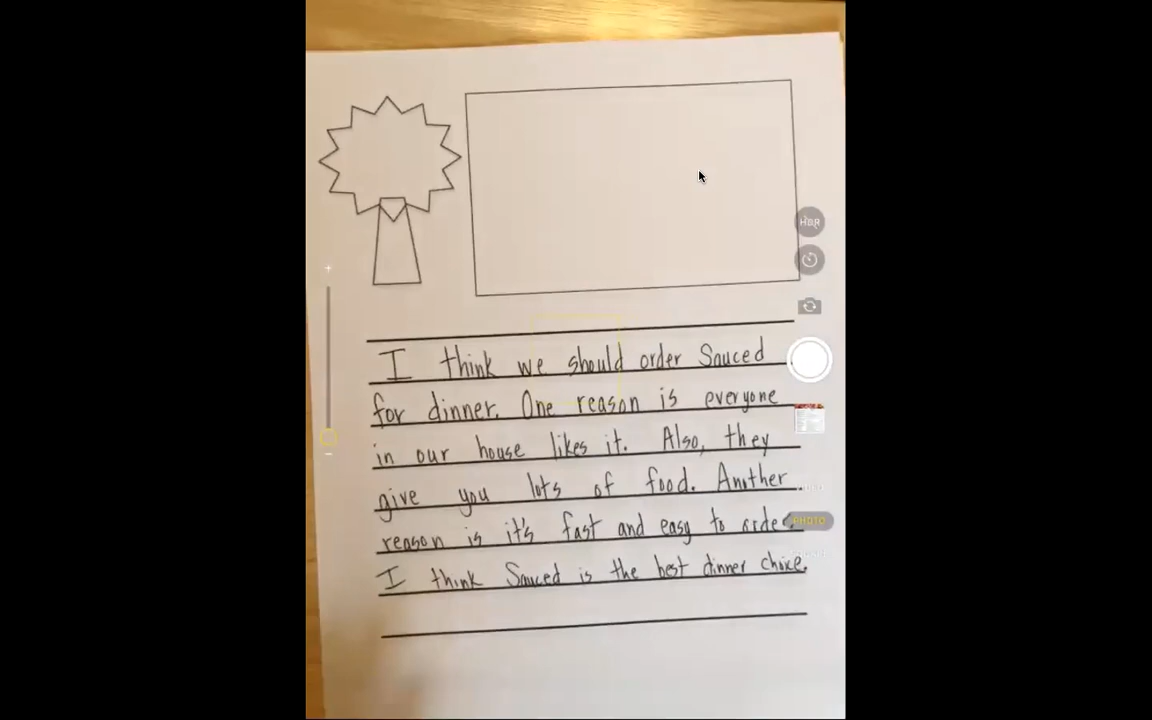 HDR
I think we should order Sauced
for dinner. One reason is everyone
in our house likes it. Also, they
give you lots of food. Another
reason is it's fast and easy to order.
I think Sauced is the best dinner choice.
PHOTO